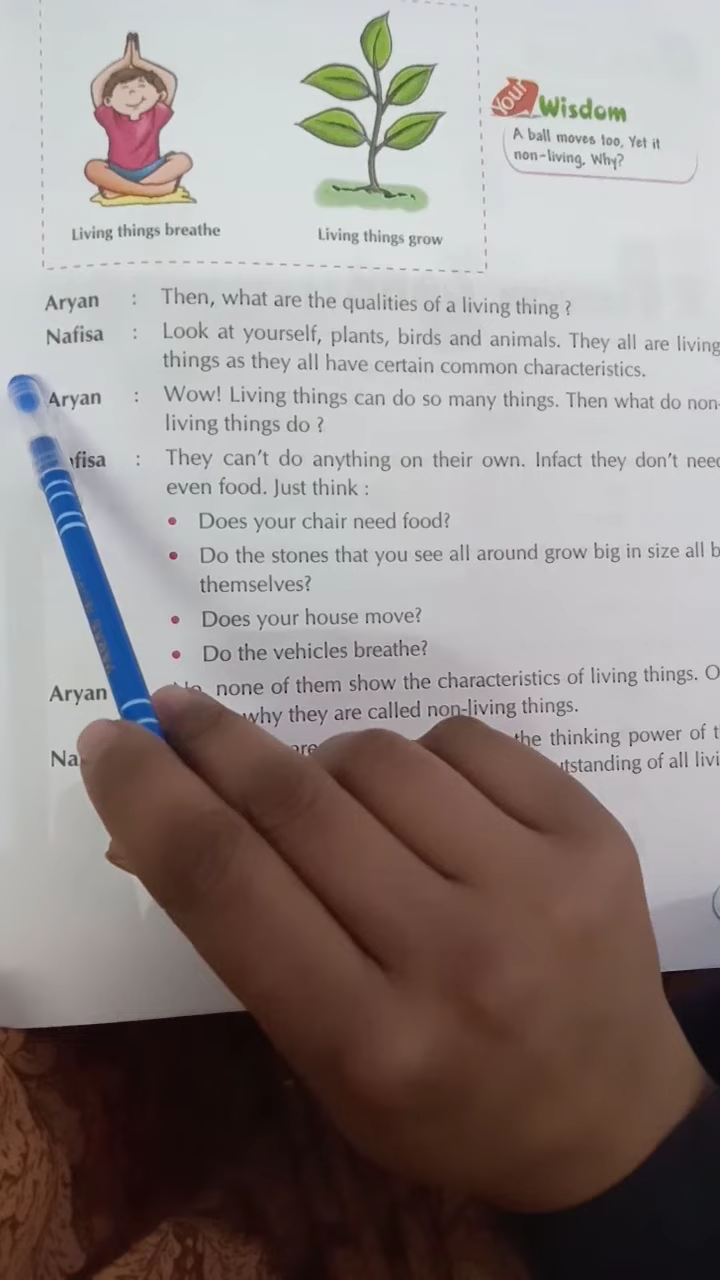 Your Wisdom
A ball moves too, Yet it
non-living. Why?
Living things breathe
Living things grow
Aryan : Then, what are the qualities of a living thing ?
Nafisa : Look at yourself, plants, birds and animals. They all are living
things as they all have certain common characteristics.
Aryan : Wow! Living things can do so many things. Then what do non-
living things do ?
fisa : They can't do anything on their own. Infact they don't
even food. Just think :
• Does your chair need food?
• Do the stones that you see all around grow big in size all
themselves?
• Does your house move?
• Do the vehicles breathe?
Aryan none of them show the characteristics of living things.
why they are called non-living things.
the thinking power of
of all